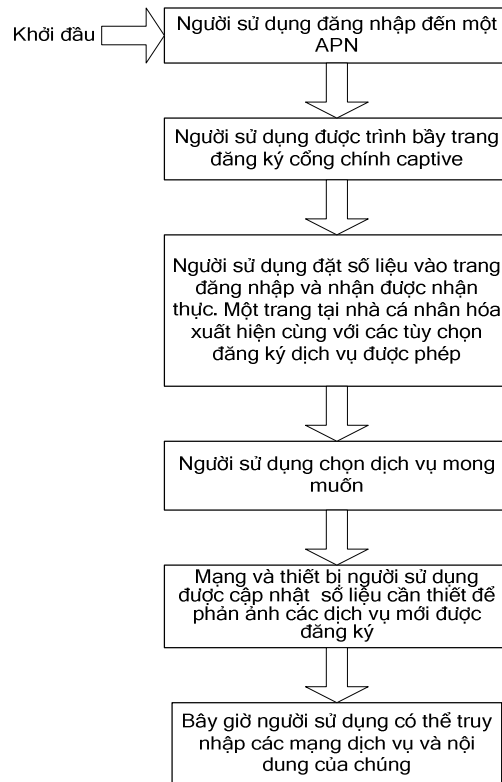 Khởi đầu
Người sử dụng đăng nhập đến một
APN
Người sử dụng được trình bầy trang
đăng ký cổng chính captive
Người sử dụng đặt số liệu vào trang
đăng nhập và nhận được nhận
thực. Một trang tại nhà cá nhân hóa
xuất hiện cùng với các tùy chọn
đăng ký dịch vụ được phép
Người sử dụng chọn dịch vụ mong
muốn
Mạng và thiết bị người sử dụng
được cập nhật số liệu cần thiết để
phản ảnh các dịch vụ mới được
đăng ký
Bây giờ người sử dụng có thể truy
nhập các mạng dịch vụ và nội
dung của chúng